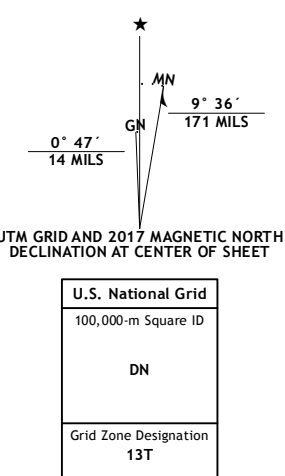 ★
MN
GN
9° 36´
171 MILS
0° 47´
14 MILS
UTM GRID AND 2017 MAGNETIC NORTH
DECLINATION AT CENTER OF SHEET
U.S. National Grid
100,000-m Square ID
DN
Grid Zone Designation
13T